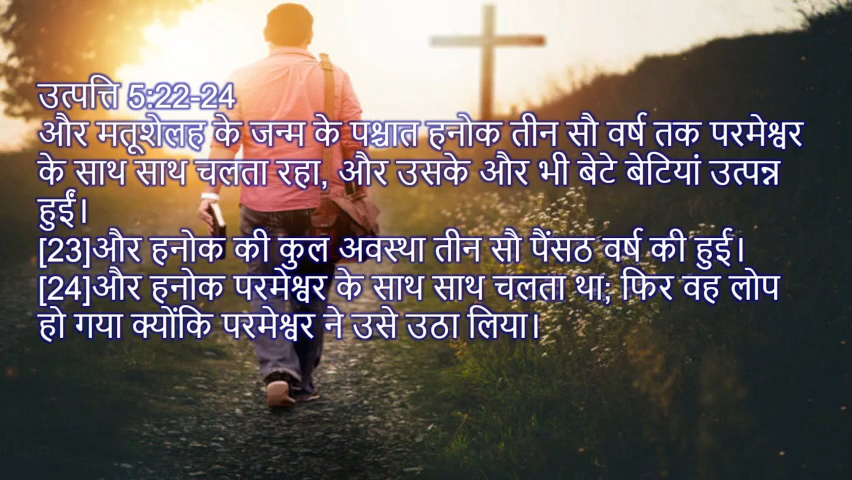 उत्पत्ति 5:22-24
और मतूशेलह के जन्म के पश्चात हनोक तीन सौ वर्ष तक परमेश्वर
के साथ साथ चलता रहा, और उसके और भी बेटे बेटियां उत्पन्न
हुईं।
[23]और हनोक की कुल अवस्था तीन सौ पैंसठ वर्ष की हुई।
[24]और हनोक परमेश्वर के साथ साथ चलता था; फिर वह लोप
हो गया क्योंकि परमेश्वर ने उसे उठा लिया।